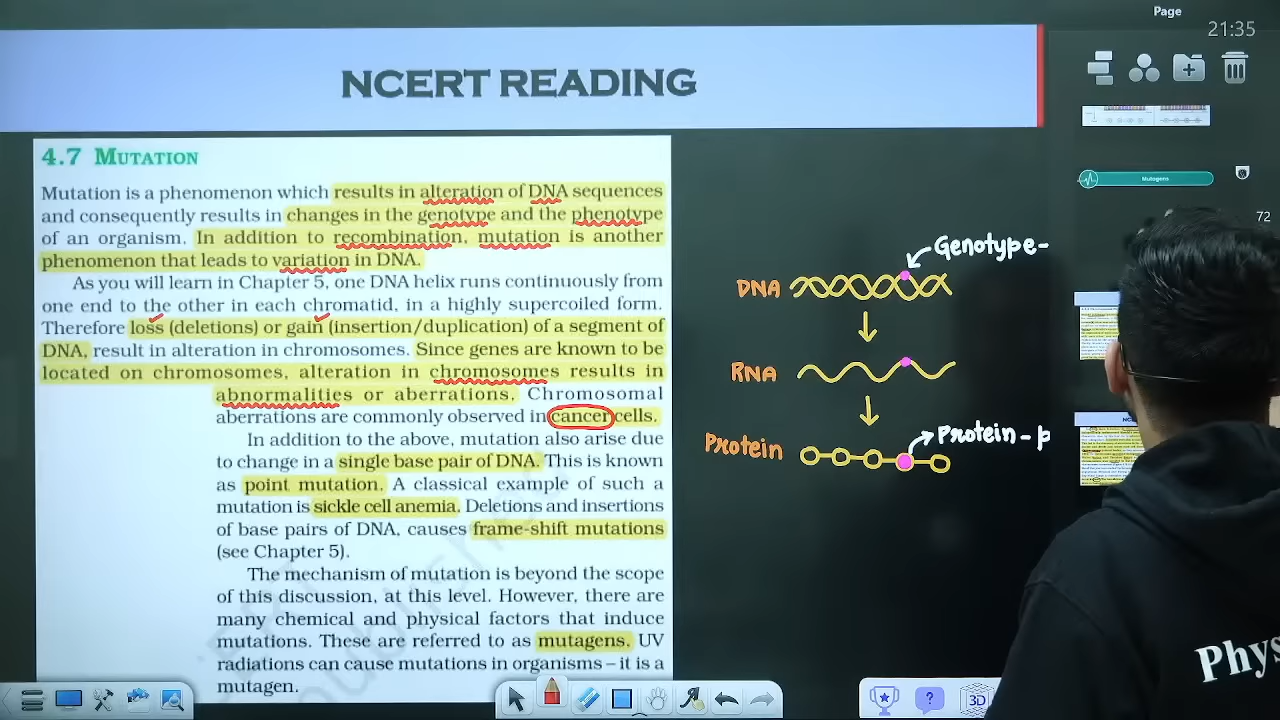 Page
21:35
NCERT READING
72
Mutagens
4.7 MUTATION
Mutation is a phenomenon which results in alteration of DNA sequences
and consequently results in changes in the genotype and the phenotype
of an organism. In addition to recombination, mutation is another
phenomenon that leads to variation in DNA.
As you will learn in Chapter 5, one DNA helix runs continuously from
one end to the other in each chromatid, in a highly supercoiled form.
Therefore loss (deletions) or gain (insertion/duplication) of a segment of
DNA, result in alteration in chromosomes. Since genes are known to be
located on chromosomes, alteration in chromosomes results in
abnormalities or aberrations. Chromosomal
aberrations are commonly observed in cancer cells.
In addition to the above, mutation also arise due
to change in a single base pair of DNA. This is known
as point mutation. A classical example of such a
mutation is sickle cell anemia. Deletions and insertions
of base pairs of DNA, causes frame-shift mutations
(see Chapter 5).
The mechanism of mutation is beyond the scope
of this discussion, at this level. However, there are
many chemical and physical factors that induce
mutations. These are referred to as mutagens. UV
radiations can cause mutations in organisms – it is a
mutagen.
Genotype-
DNA
RNA
Protein
Protein - p
Phys
?
3D